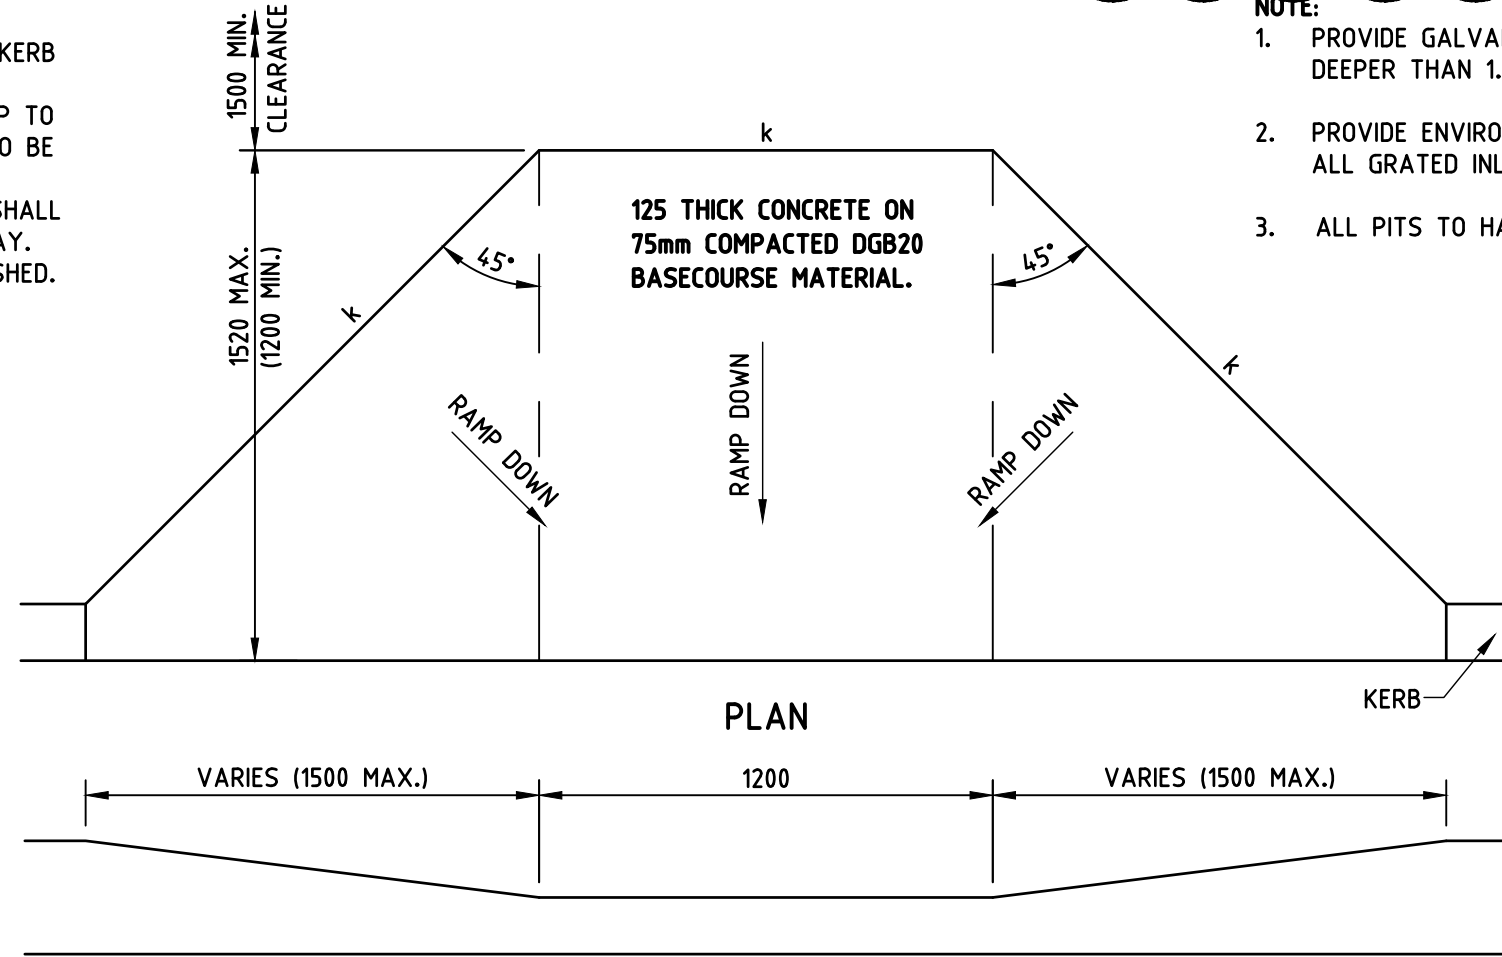 KERB
TO
BE
SHALL
SHED.
1500 MIN.
CLEARANCE
1520 MAX.
(1200 MIN.)
k
k
k
125 THICK CONCRETE ON
75mm COMPACTED DGB20
BASECOURSE MATERIAL.
45°
45°
RAMP DOWN
RAMP DOWN
RAMP DOWN
NOTE:
1. PROVIDE GALVA
DEEPER THAN 1.
2. PROVIDE ENVIRO
ALL GRATED INL
3. ALL PITS TO HA
KERB
PLAN
VARIES (1500 MAX.)
1200
VARIES (1500 MAX.)